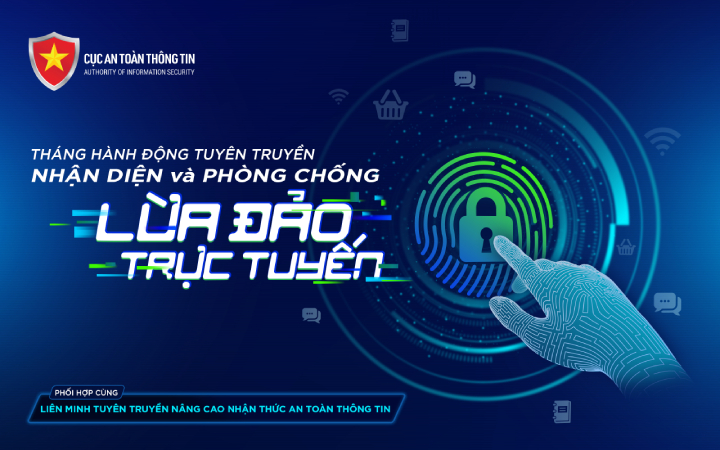 CỤC AN TOÀN THÔNG TIN
AUTHORITY OF INFORMATION SECURITY
THÁNG HÀNH ĐỘNG TUYÊN TRUYỀN
NHẬN DIỆN và PHÒNG CHỐNG
LỪA ĐẢO
TRỰC TUYẾN
PHỐI HỢP CÙNG
LIÊN MINH TUYÊN TRUYỀN NÂNG CAO NHẬN THỨC AN TOÀN THÔNG TIN